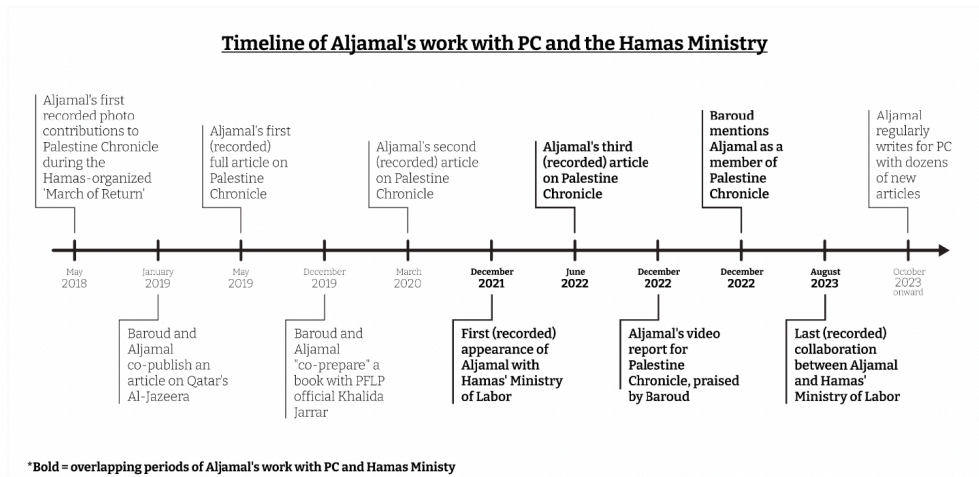 Timeline of Aljamal's work with PC and the Hamas Ministry
Aljamal's first
recorded photo
contributions to
Palestine Chronicle
during the
Hamas-organized
'March of Return'
Aljamal's first
(recorded)
full article on
Palestine
Chronicle
Aljamal's second
(recorded) article
on Palestine
Chronicle
Aljamal's third
(recorded) article
on Palestine
Chronicle
Baroud
mentions
Aljamal as a
member of
Palestine
Chronicle
Aljamal
regularly
writes for PC
with dozens
of new
articles
May
2018
January
2019
May
2019
December
2019
March
2020
December
2021
June
2022
December
2022
December
2022
August
2023
October
2023
onward
Baroud and
Aljamal
co-publish an
article on Qatar's
Al-Jazeera
Baroud and
Aljamal
"co-prepare" a
book with PFLP
official Khalida
Jarrar
First (recorded)
appearance of
Aljamal with
Hamas' Ministry
of Labor
Aljamal's video
report for
Palestine
Chronicle, praised
by Baroud
Last (recorded)
collaboration
between Aljamal
and Hamas'
Ministry of Labor
*Bold = overlapping periods of Aljamal's work with PC and Hamas Ministy